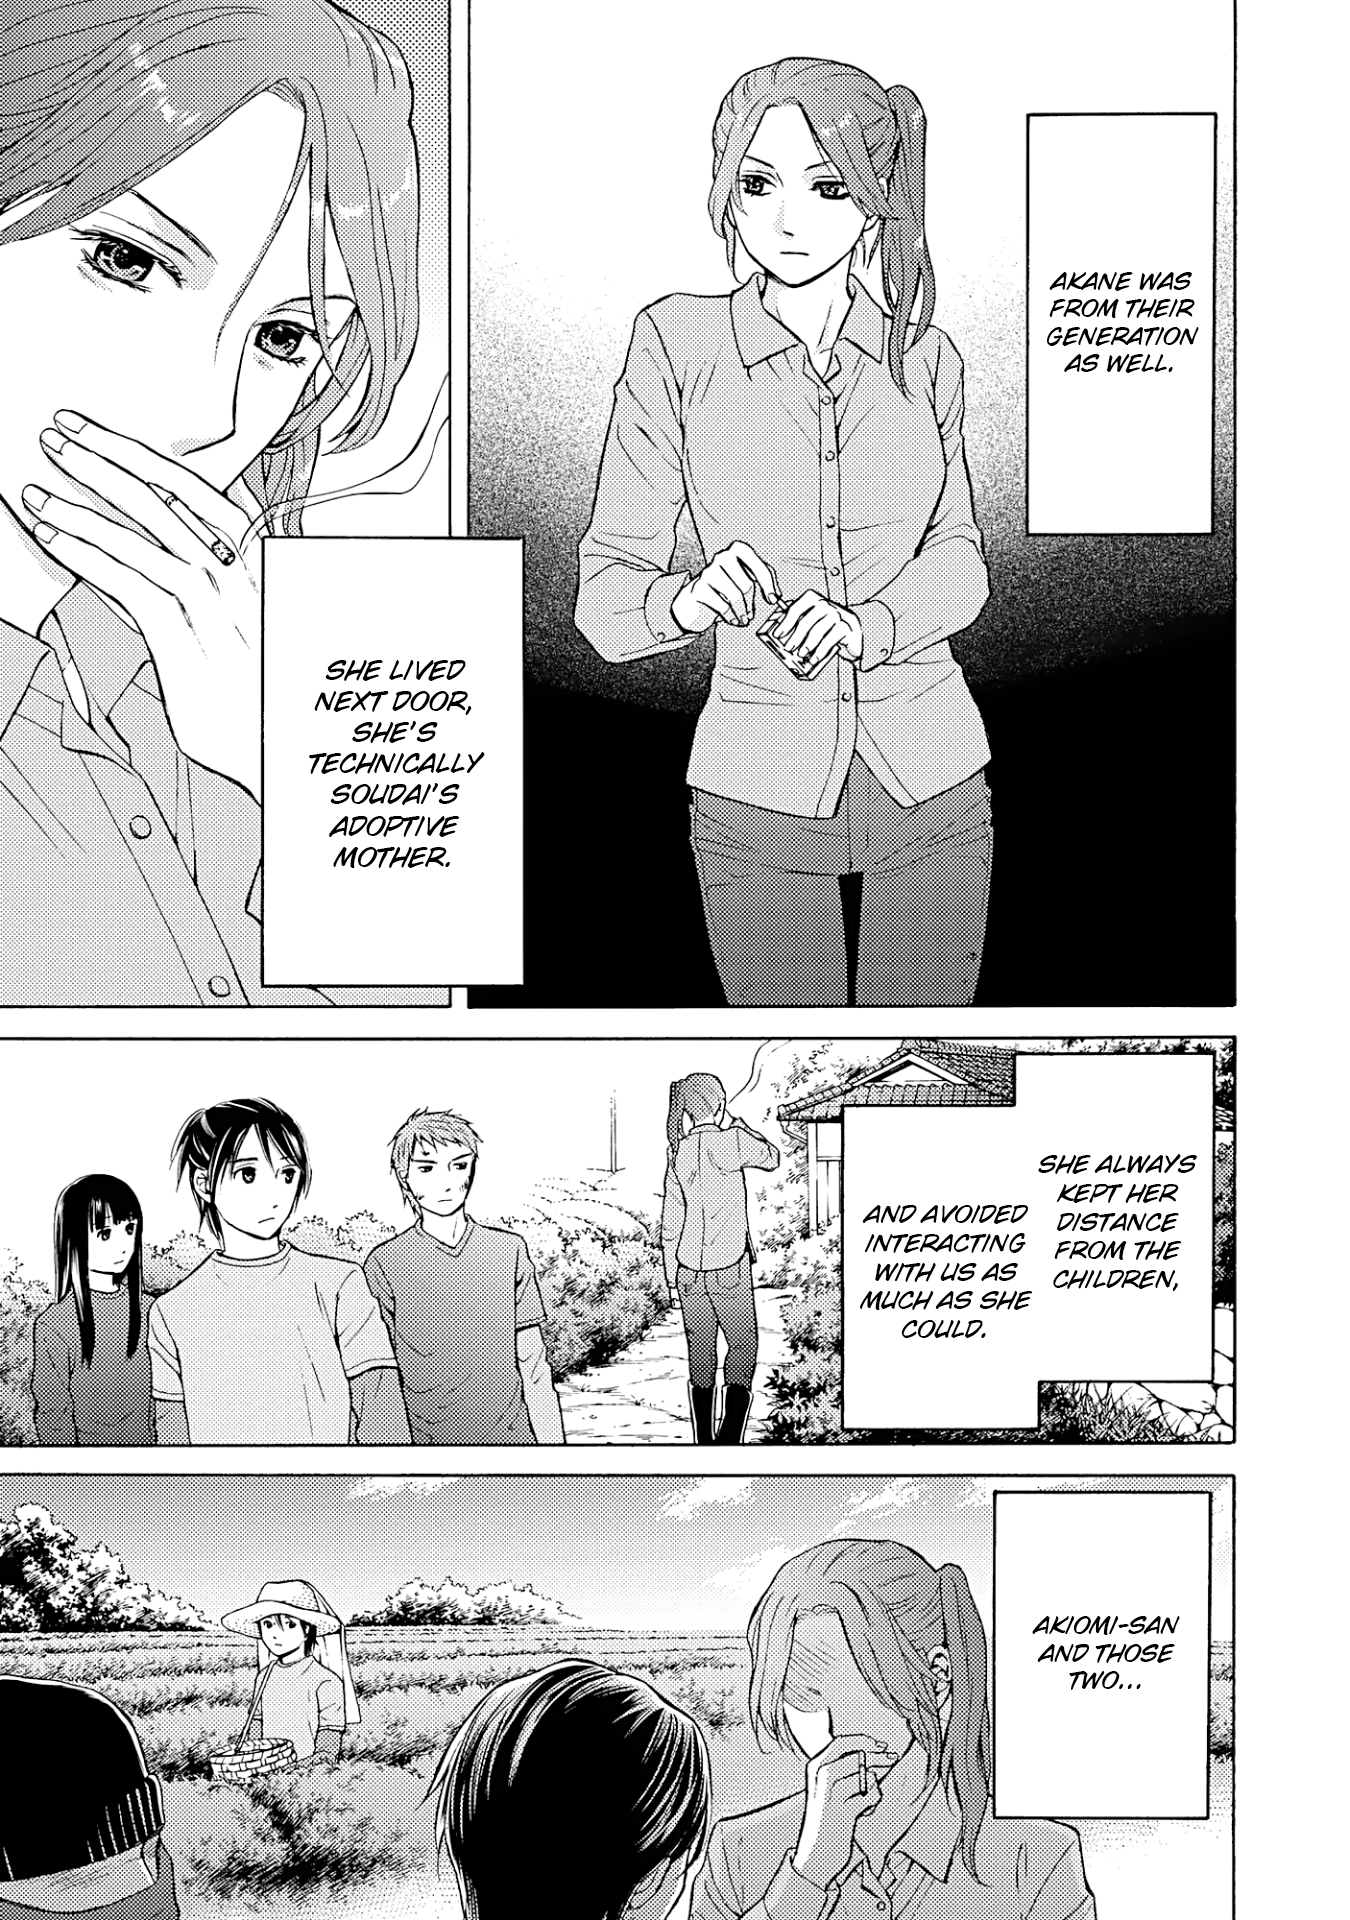 AKANE WAS
FROM THEIR
GENERATION
AS WELL.
SHE LIVED
NEXT DOOR,
SHE'S
TECHNICALLY
SOUDAI'S
ADOPTIVE
MOTHER.
SHE ALWAYS
KEPT HER
DISTANCE
FROM THE
CHILDREN,
AND AVOIDED
INTERACTING
WITH US AS
MUCH AS SHE
COULD.
AKIOMI-SAN
AND THOSE
TWO...